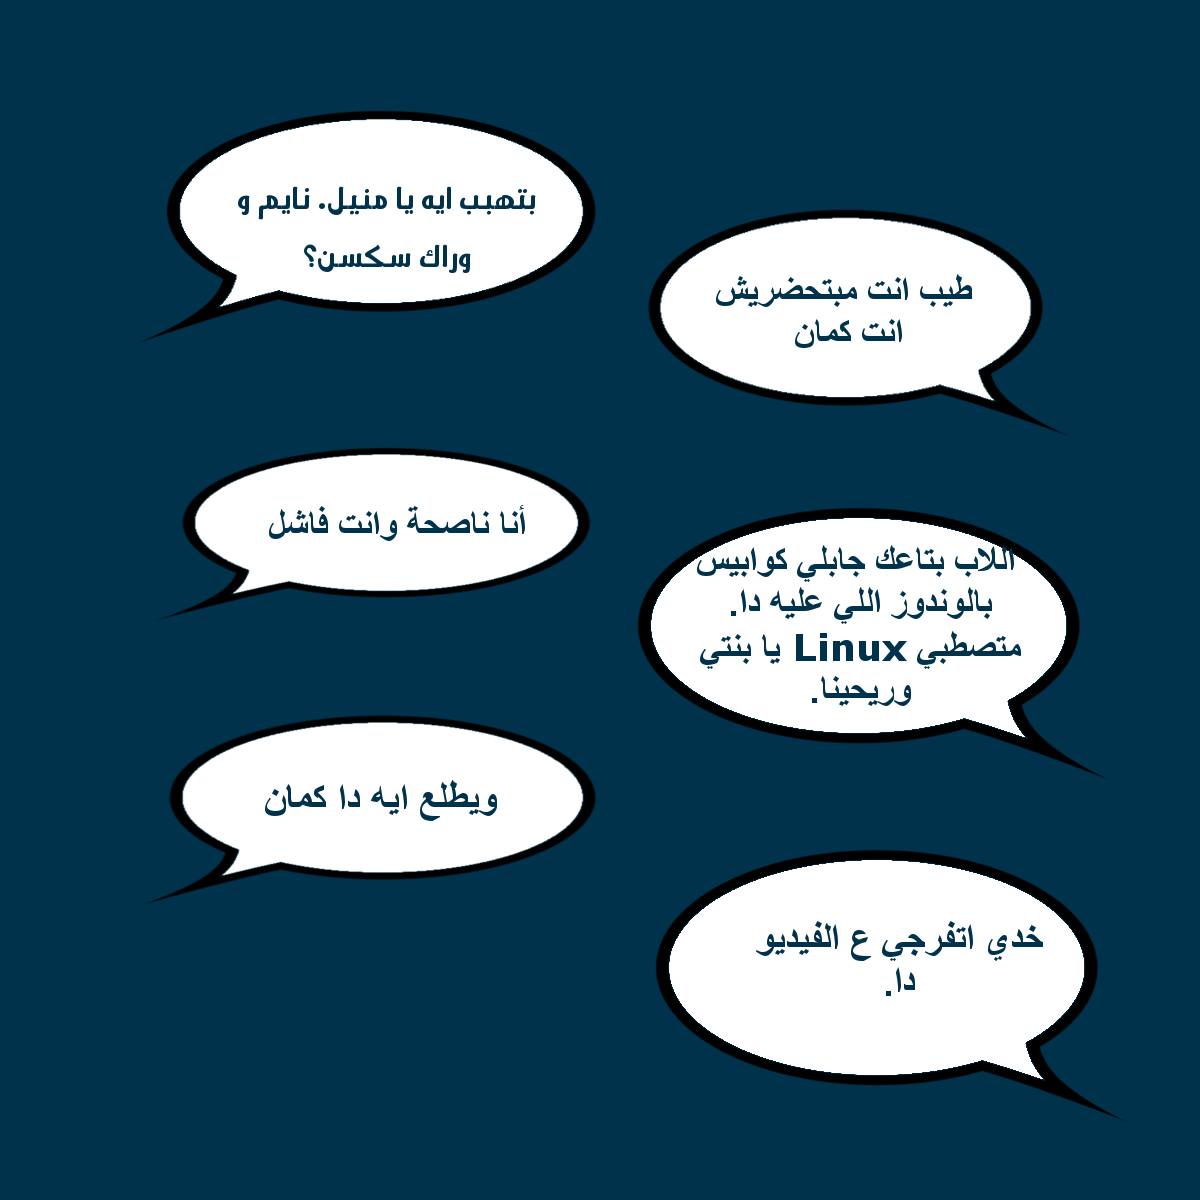 بتهبب ايه يا منيل. نايم و
وراك سكسن؟
طيب انت مبتحضريش
انت كمان
أنا ناصحة وانت فاشل
اللاب بتاعك جابلي كوابيس
بالوندوز اللي عليه دا.
متصطبي Linux يا بنتي
وريحينا.
ويطلع ايه دا كمان
خدي اتفرجي ع الفيديو
دا.